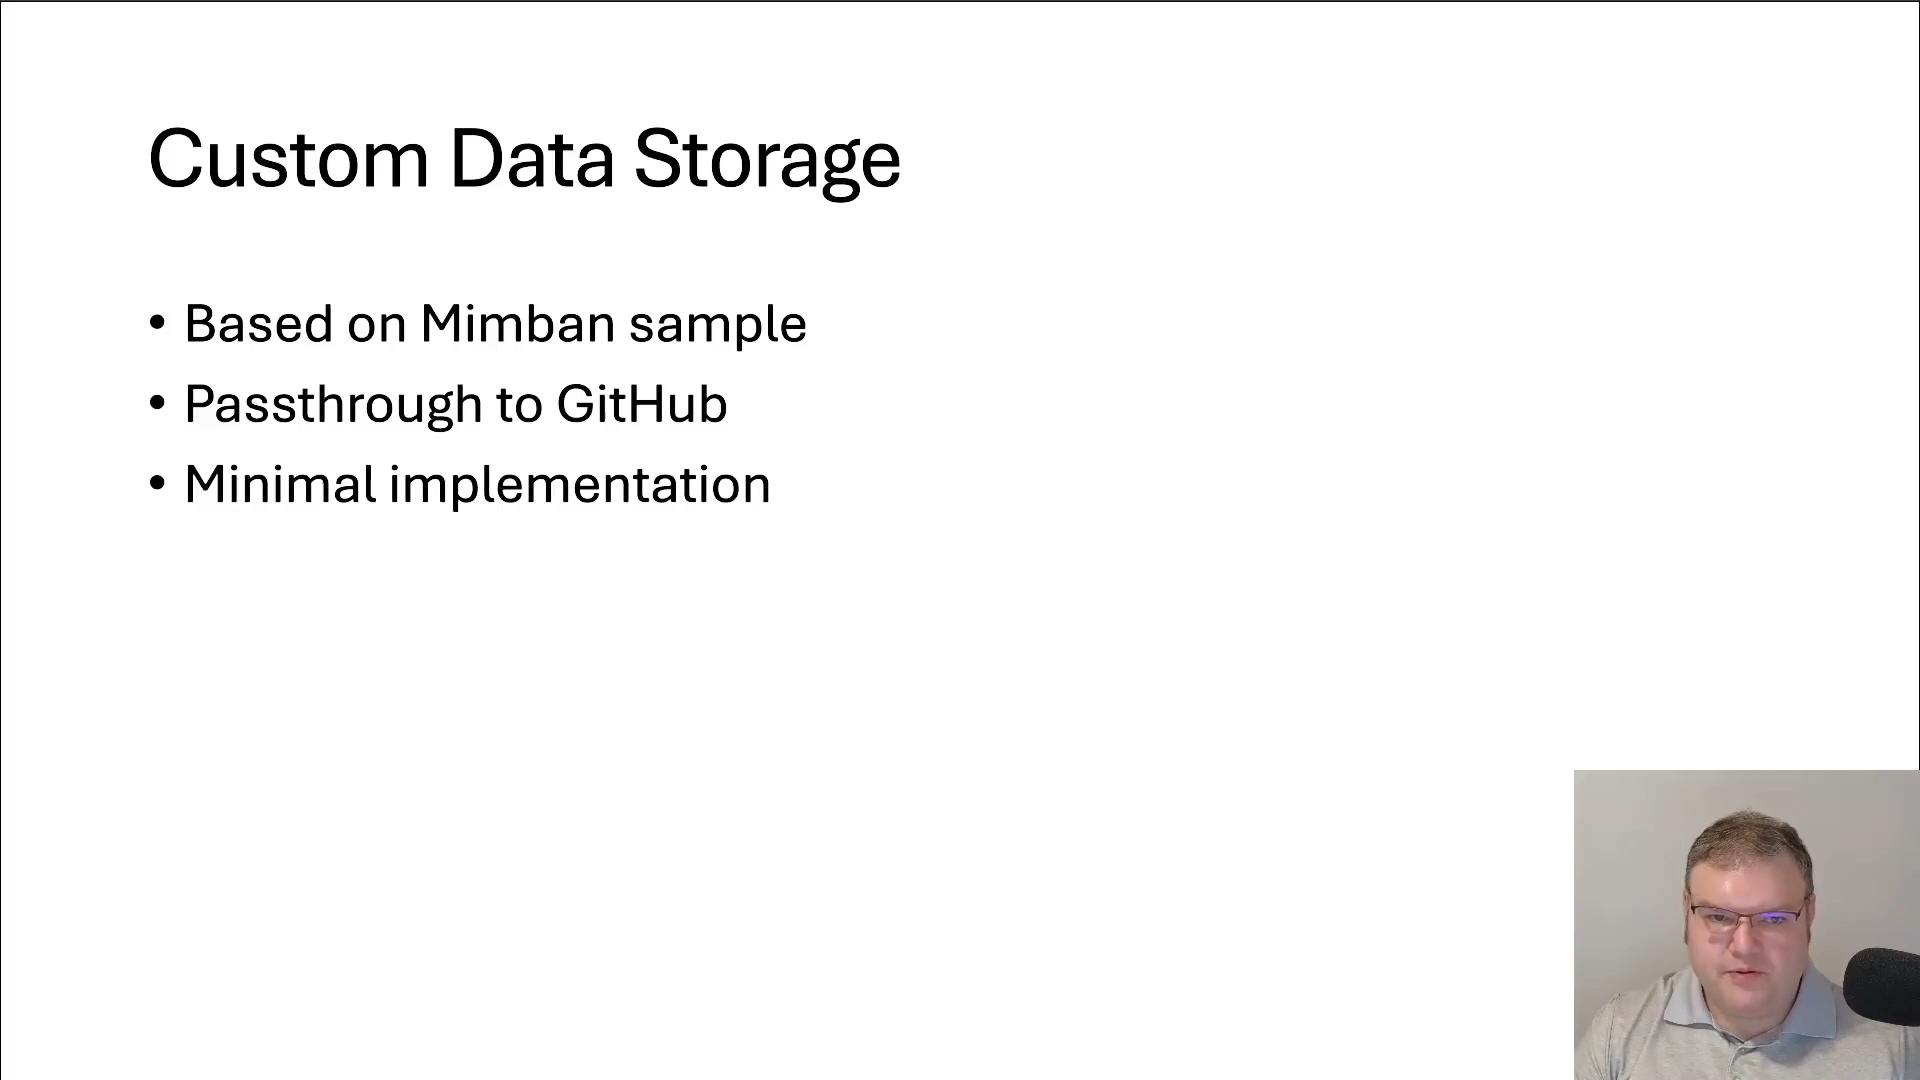 Custom Data Storage
• Based on Mimban sample
• Passthrough to GitHub
• Minimal implementation